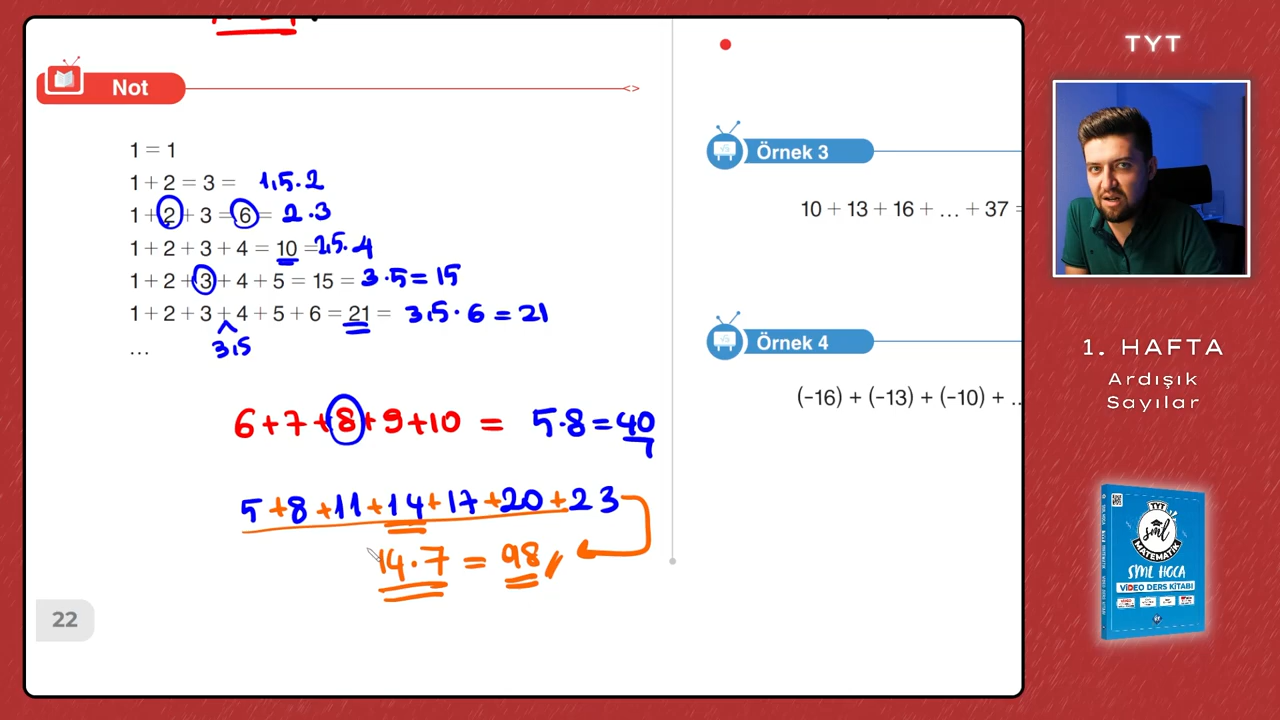 Not
1 = 1
1 + 2 = 3 = 1,5 . 2
1 + 2 + 3 = 6 = 2 . 3
1 + 2 + 3 + 4 = 10 = 2,5 . 4
1 + 2 + 3 + 4 + 5 = 15 = 3 . 5 = 15
1 + 2 + 3 + 4 + 5 + 6 = 21 = 3,5 . 6 = 21
3,5
...
6 + 7 + 8 + 9 + 10 = 5 . 8 = 40
5 + 8 + 11 + 14 + 17 + 20 + 23
14 . 7 = 98
22
Örnek 3
10 + 13 + 16 + ... + 37 =
Örnek 4
(-16) + (-13) + (-10) + ...
TYT
1. HAFTA
Ardışık
Sayılar
TYT
SML
MATEMATİK
SML HOCA
VİDEO DERS KİTABI